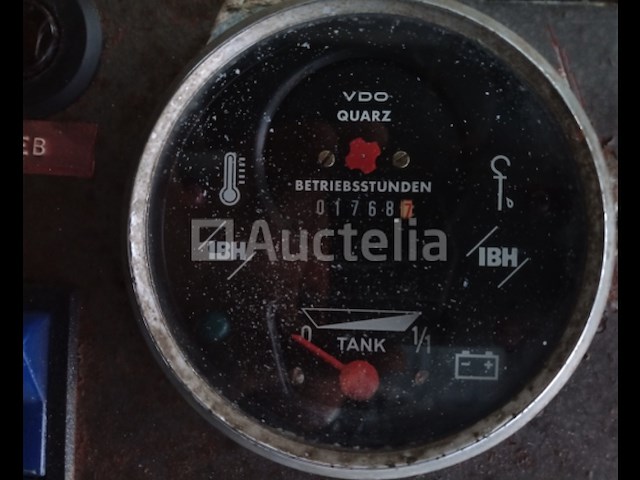 VDO
QUARZ
BETRIEBSSTUNDEN
017687
IBH
IBH
Auctelia
0
TANK
1/1
- +
EB